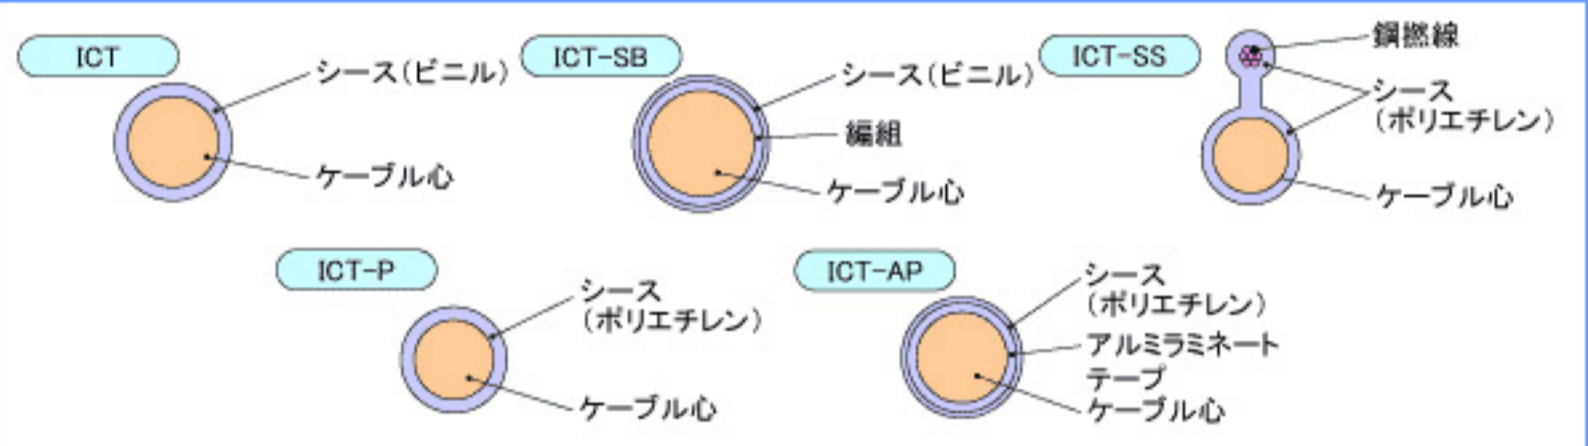 ICT
シース(ビニル)
ケーブル心
ICT-SB
シース(ビニル)
編組
ケーブル心
ICT-SS
鋼撚線
シース
(ポリエチレン)
ケーブル心
ICT-P
シース
(ポリエチレン)
ケーブル心
ICT-AP
シース
(ポリエチレン)
アルミラミネート
テープ
ケーブル心